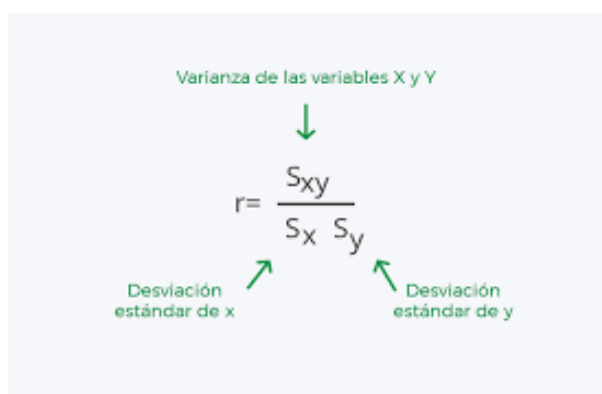 Varianza de las variables X y Y
r= Sxy / Sx Sy
Desviación
estándar de x
Desviación
estándar de y